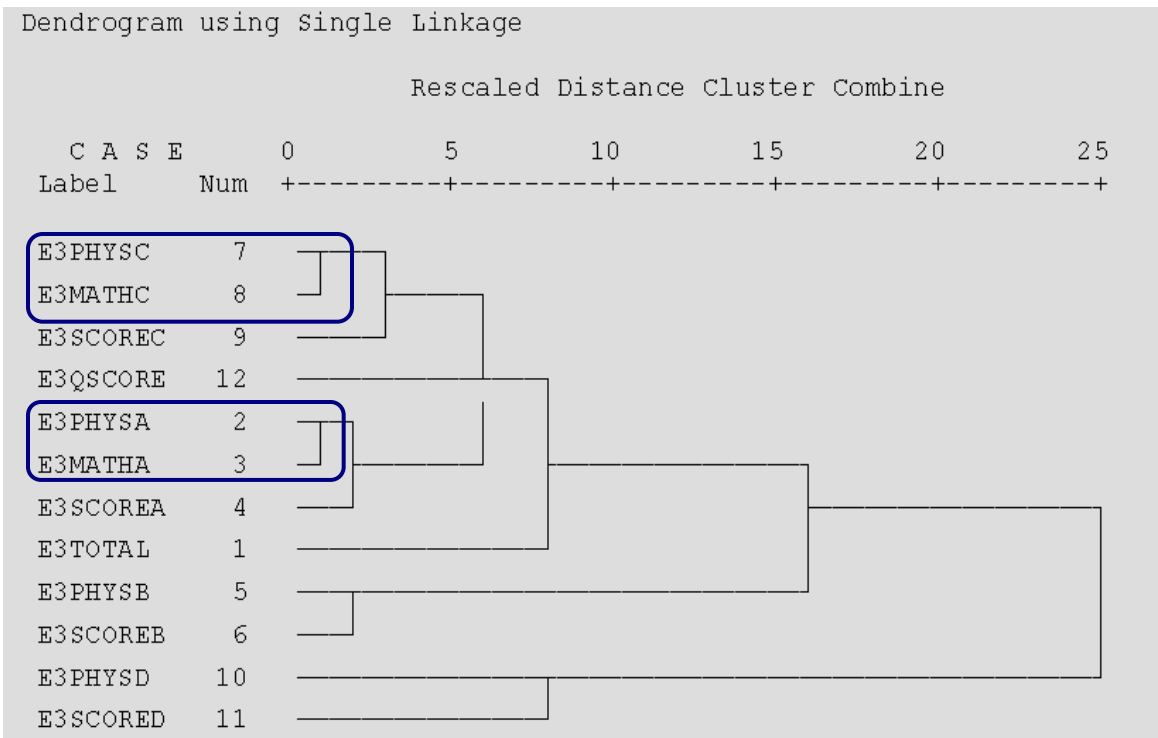 Dendrogram using Single Linkage
Rescaled Distance Cluster Combine
C A S E 0 5 10 15 20 25
Label Num +---------+---------+---------+---------+---------+
E3PHYSC 7
E3MATHC 8
E3SCOREC 9
E3QSCORE 12
E3PHYSA 2
E3MATHA 3
E3SCOREA 4
E3TOTAL 1
E3PHYSB 5
E3SCOREB 6
E3PHYSD 10
E3SCORED 11